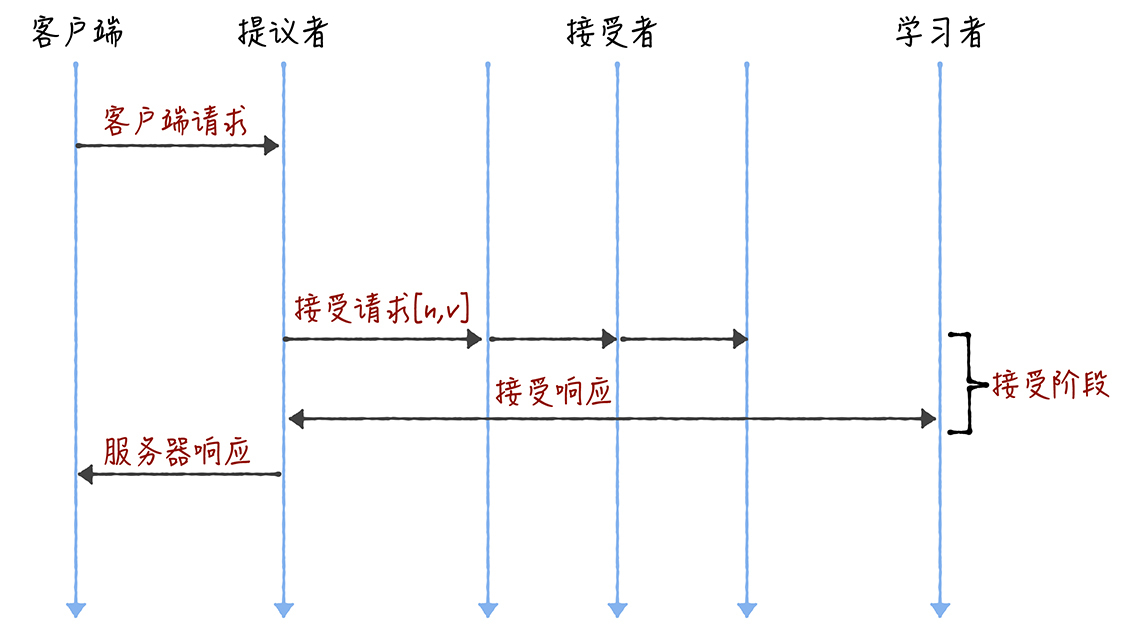 客户端
提议者
接受者
学习者
客户端请求
接受请求[n,v]
接受响应
接受阶段
服务器响应